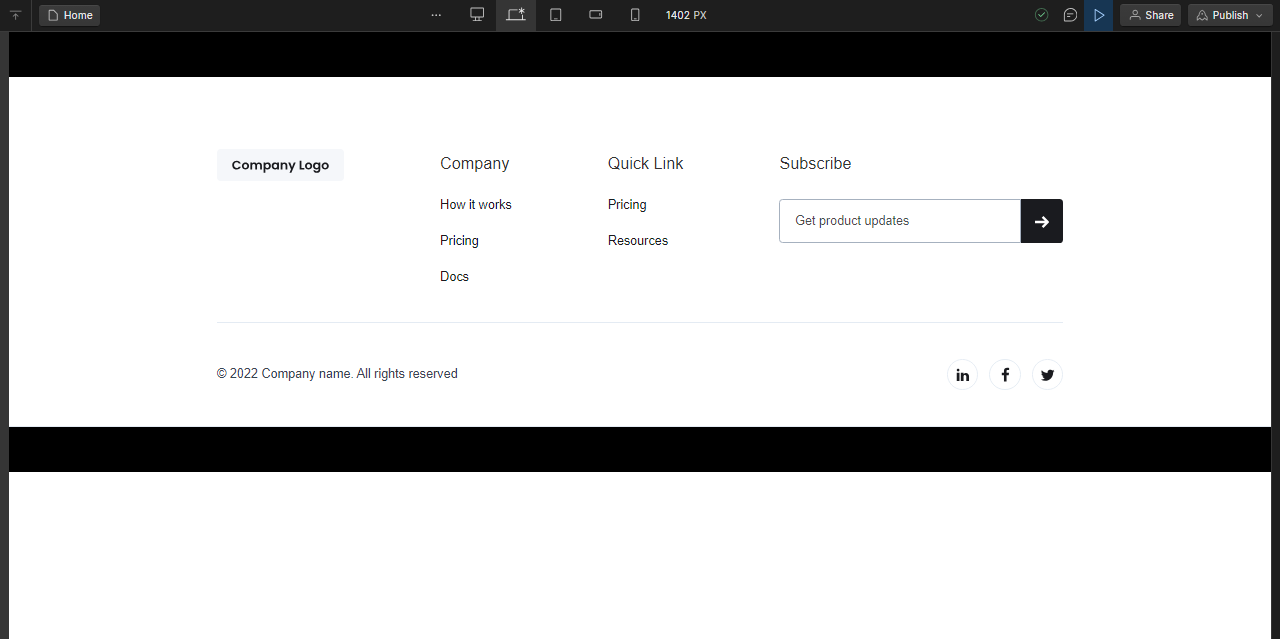 Home
1402 PX
Share
Publish
Company Logo
Company
How it works
Pricing
Docs
Quick Link
Pricing
Resources
Subscribe
Get product updates
© 2022 Company name. All rights reserved